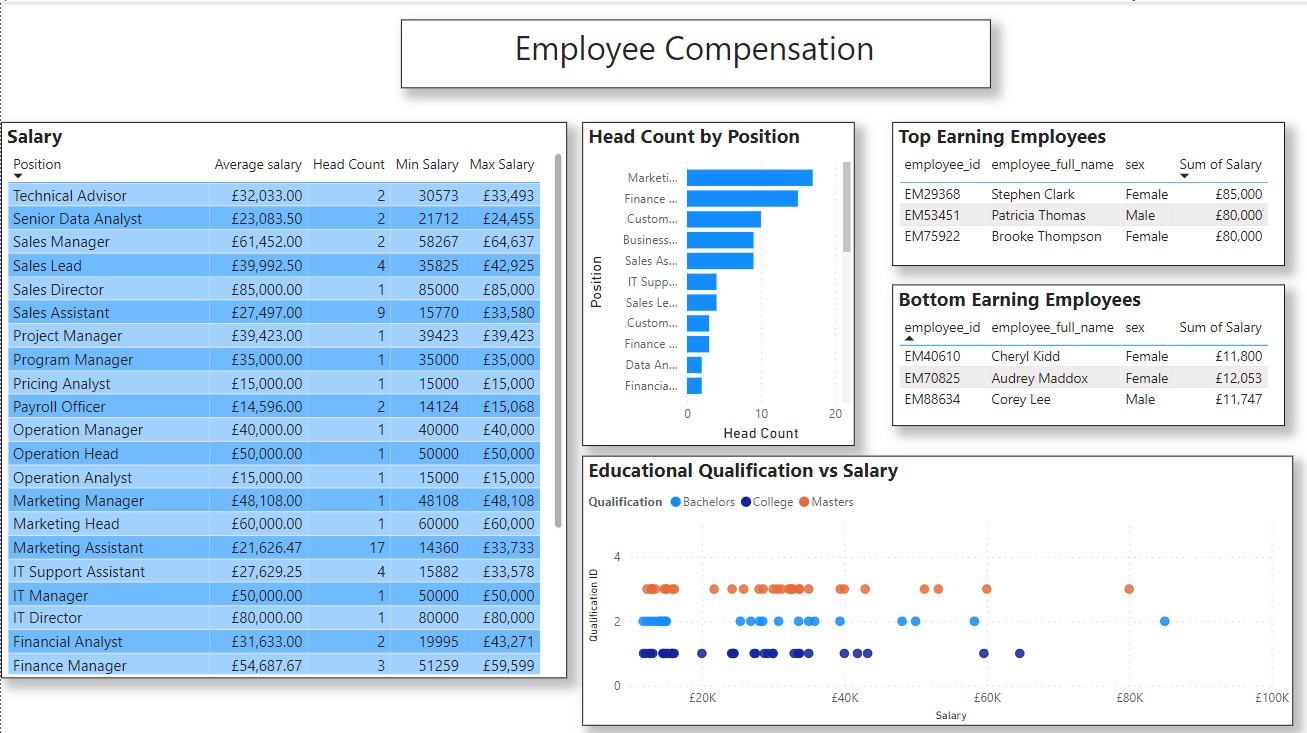 Employee Compensation
Salary
Position Average salary Head Count Min Salary Max Salary
Technical Advisor £32,033.00 2 30573 £33,493
Senior Data Analyst £23,083.50 2 21712 £24,455
Sales Manager £61,452.00 2 58267 £64,637
Sales Lead £39,992.50 4 35825 £42,925
Sales Director £85,000.00 1 85000 £85,000
Sales Assistant £27,497.00 9 15770 £33,580
Project Manager £39,423.00 1 39423 £39,423
Program Manager £35,000.00 1 35000 £35,000
Pricing Analyst £15,000.00 1 15000 £15,000
Payroll Officer £14,596.00 2 14124 £15,068
Operation Manager £40,000.00 1 40000 £40,000
Operation Head £50,000.00 1 50000 £50,000
Operation Analyst £15,000.00 1 15000 £15,000
Marketing Manager £48,108.00 1 48108 £48,108
Marketing Head £60,000.00 1 60000 £60,000
Marketing Assistant £21,626.47 17 14360 £33,733
IT Support Assistant £27,629.25 4 15882 £33,578
IT Manager £50,000.00 1 50000 £50,000
IT Director £80,000.00 1 80000 £80,000
Financial Analyst £31,633.00 2 19995 £43,271
Finance Manager £54,687.67 3 51259 £59,599
Head Count by Position
Position
Marketi...
Finance ...
Custom...
Business...
Sales As...
IT Supp...
Sales Le...
Custom...
Finance ...
Data An...
Financia...
0 10 20
Head Count
Top Earning Employees
employee_id employee_full_name sex Sum of Salary
EM29368 Stephen Clark Female £85,000
EM53451 Patricia Thomas Male £80,000
EM75922 Brooke Thompson Female £80,000
Bottom Earning Employees
employee_id employee_full_name sex Sum of Salary
EM40610 Cheryl Kidd Female £11,800
EM70825 Audrey Maddox Female £12,053
EM88634 Corey Lee Male £11,747
Educational Qualification vs Salary
Qualification Bachelors College Masters
Qualification ID
4
2
0
£20K £40K £60K £80K £100K
Salary